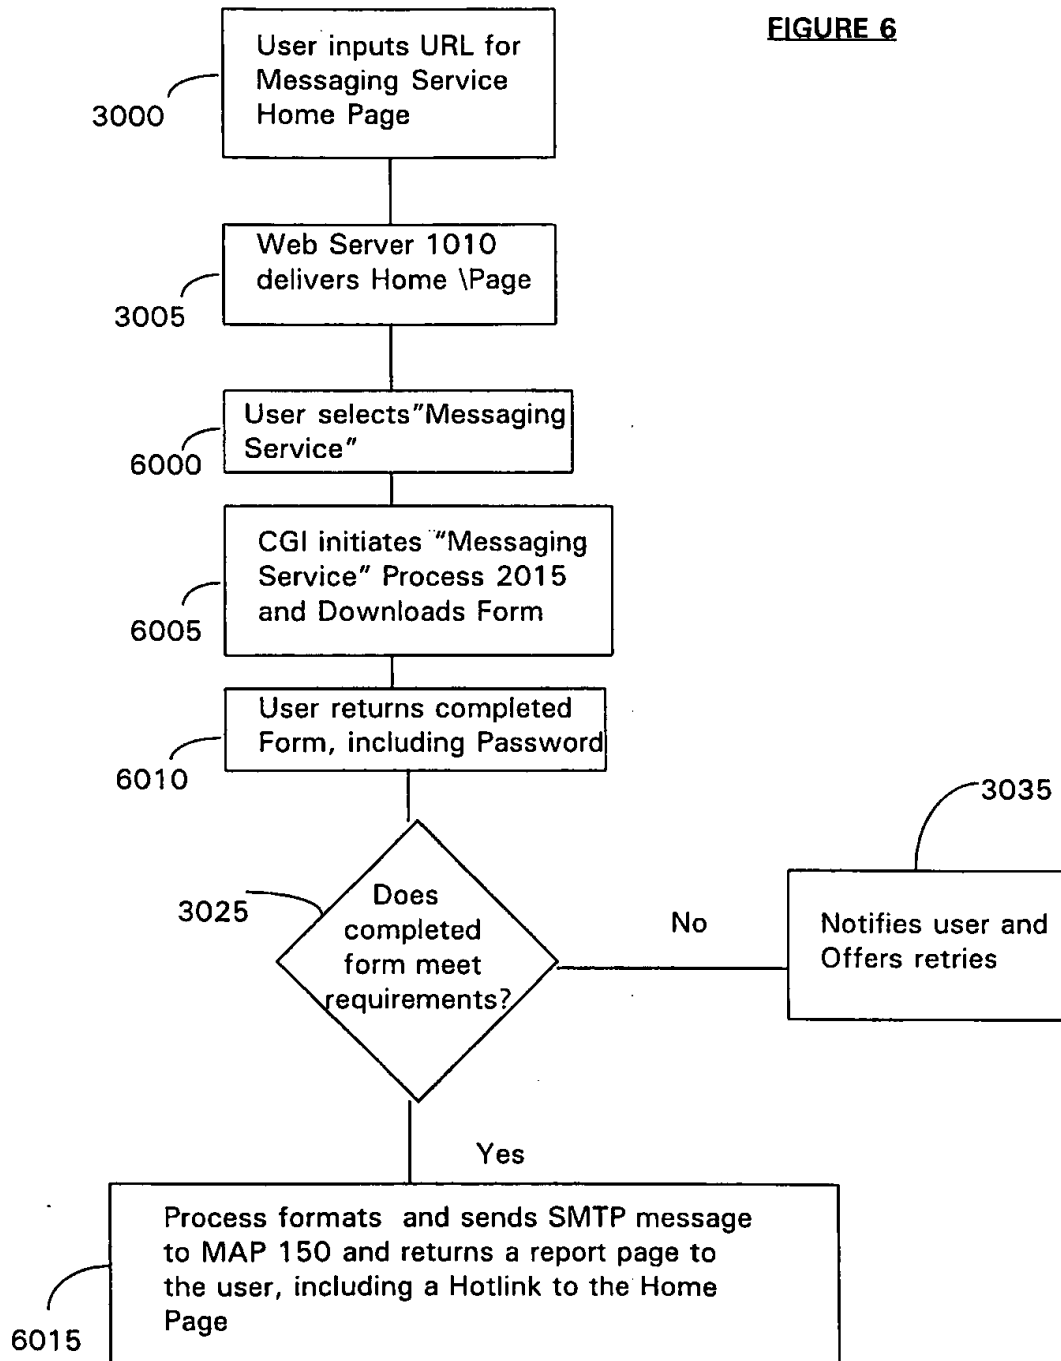 FIGURE 6
User inputs URL for
Messaging Service
Home Page
3000
Web Server 1010
delivers Home \Page
3005
User selects"Messaging
Service"
6000
CGI initiates "Messaging
Service" Process 2015
and Downloads Form
6005
User returns completed
Form, including Password
6010
3035
Does
completed
form meet
requirements?
3025
No
Notifies user and
Offers retries
Yes
Process formats and sends SMTP message
to MAP 150 and returns a report page to
the user, including a Hotlink to the Home
Page
6015